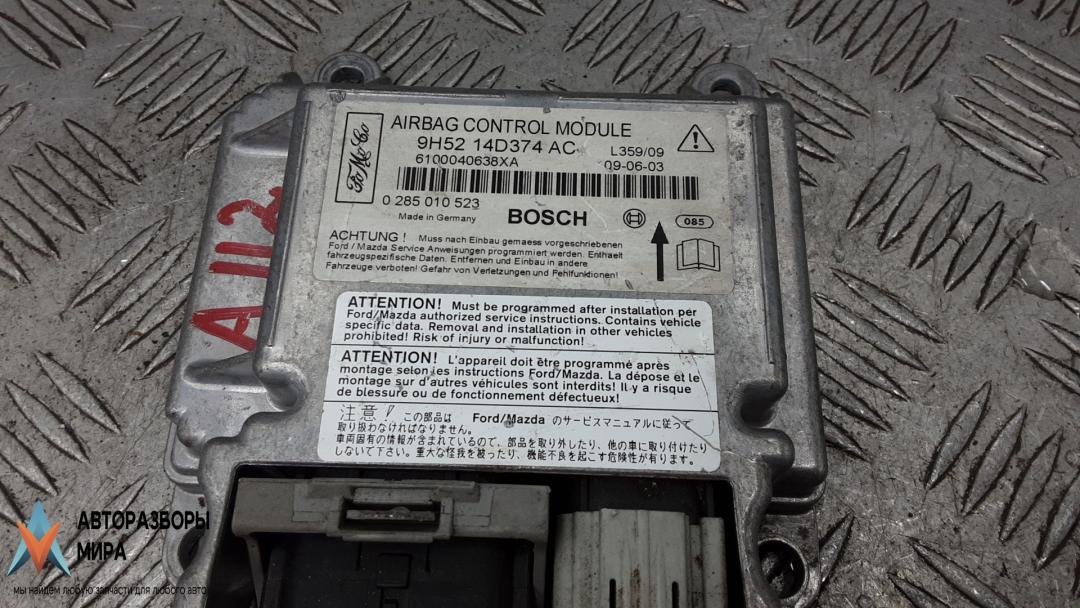 FoMoCo
AIRBAG CONTROL MODULE
9H52 14D374 AC
L359/09
6100040638XA
09-06-03
0 285 010 523
Made in Germany
BOSCH
085
ACHTUNG! Muss nach Einbau gemaess vorgeschriebenen
Ford / Mazda Service Anweisungen programmiert werden. Enthaelt
fahrzeugspezifische Daten. Entfernen und Einbau in andere
Fahrzeuge verboten! Gefahr von Verletzungen und Fehlfunktionen!
ATTENTION! Must be programmed after installation per
Ford/Mazda authorized service instructions. Contains vehicle
specific data. Removal and installation in other vehicles
prohibited! Risk of injury or malfunction!
ATTENTION! L'appareil doit être programmé après
montage selon les instructions Ford/Mazda. La dépose et le
montage sur d'autres véhicules sont interdits! Il y a risque
de blessure ou de fonctionnement défectueux!
注意! この部品は Ford/Mazda のサービスマニュアルに従って
取り扱わなければなりません。
車両固有の情報が含まれているので、部品を取り外したり、他の車に取り付けたり
しないで下さい。重大な怪我を被ったり、機能不良を起こす危険性が有ります。
A112
АВТОРАЗБОРЫ
МИРА
мы найдем любую запчасти для любого авто